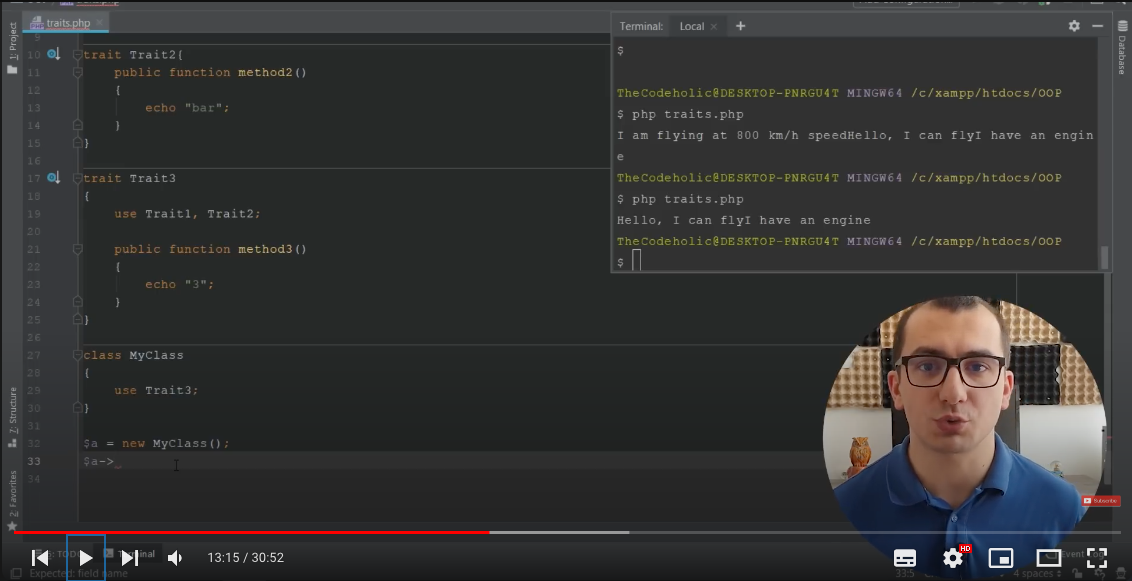 traits.php
1: Project
9
10 trait Trait2{
11 public function method2()
12 {
13 echo "bar";
14 }
15 }
16
17 trait Trait3
18 {
19 use Trait1, Trait2;
20
21 public function method3()
22 {
23 echo "3";
24 }
25 }
26
27 class MyClass
28 {
29 use Trait3;
30 }
31
32 $a = new MyClass();
33 $a->_
34
7: Structure
2: Favorites
Terminal: Local × +
Database
$
TheCodeholic@DESKTOP-PNRGU4T MINGW64 /c/xampp/htdocs/OOP
$ php traits.php
I am flying at 800 km/h speedHello, I can flyI have an engin
e
TheCodeholic@DESKTOP-PNRGU4T MINGW64 /c/xampp/htdocs/OOP
$ php traits.php
Hello, I can flyI have an engine
TheCodeholic@DESKTOP-PNRGU4T MINGW64 /c/xampp/htdocs/OOP
$
Subscribe
Terminal
Event Log
13:15 / 30:52
HD
Expected: field name
33:5
4 spaces